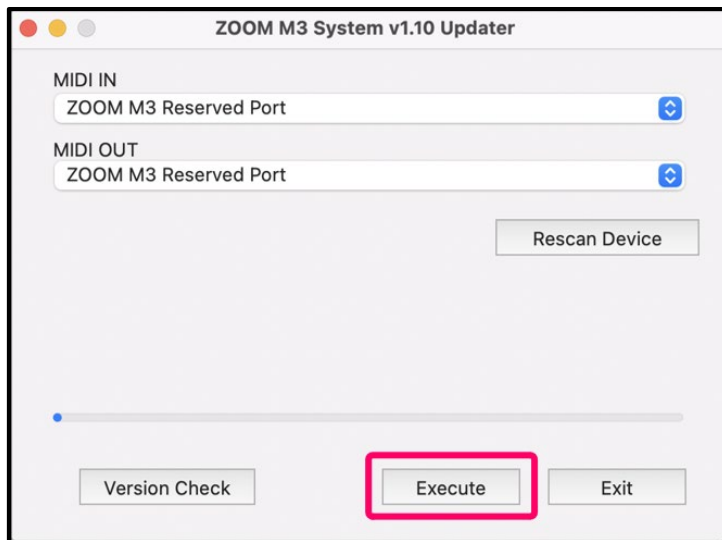 ZOOM M3 System v1.10 Updater
MIDI IN
ZOOM M3 Reserved Port
MIDI OUT
ZOOM M3 Reserved Port
Rescan Device
Version Check Execute Exit